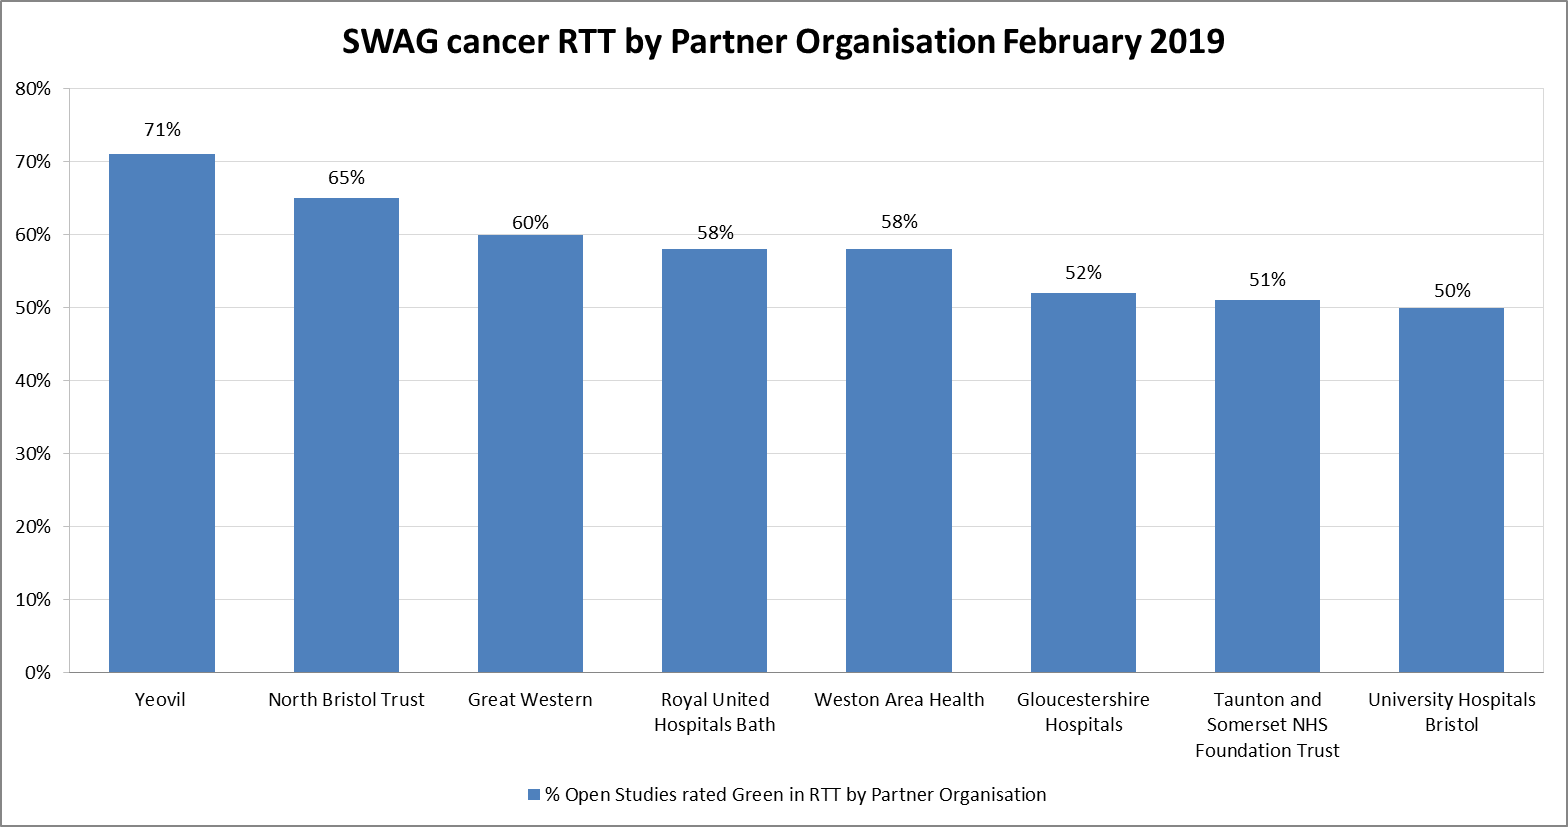 SWAG cancer RTT by Partner Organisation February 2019
80%
70%
60%
50%
40%
30%
20%
10%
0%
71%
65%
60%
58%
58%
52%
51%
50%
Yeovil
North Bristol Trust
Great Western
Royal United
Hospitals Bath
Weston Area Health
Gloucestershire
Hospitals
Taunton and
Somerset NHS
Foundation Trust
University Hospitals
Bristol
% Open Studies rated Green in RTT by Partner Organisation